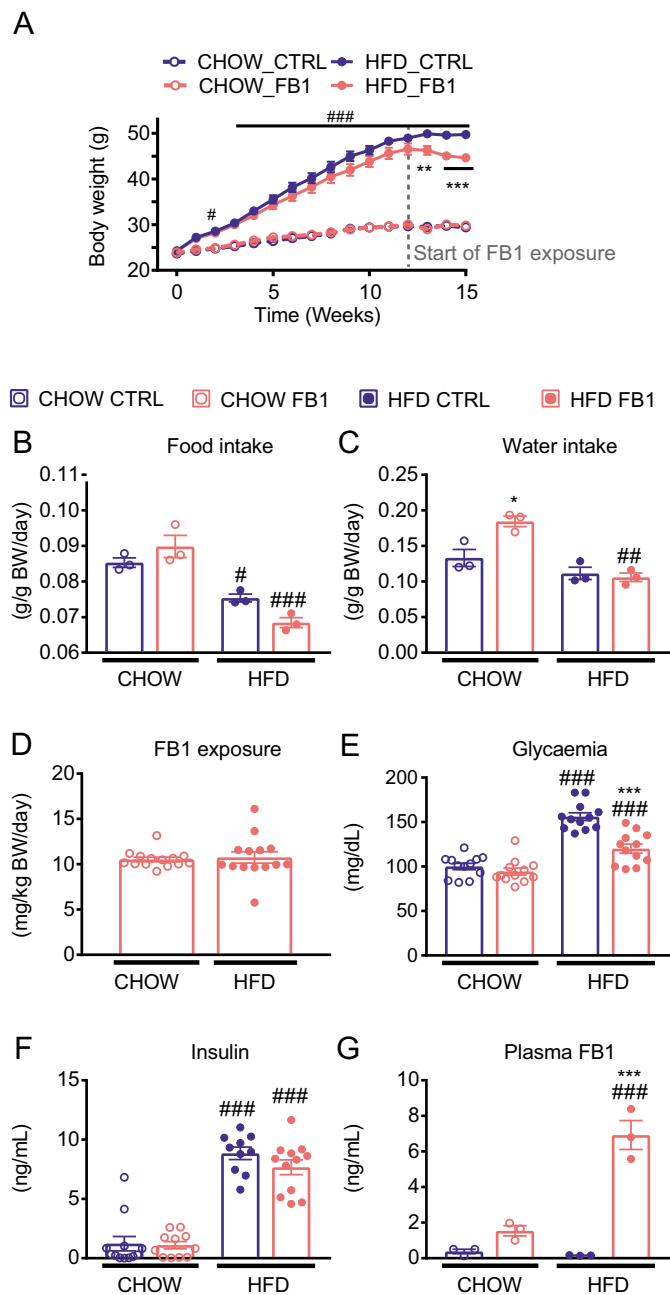 A
CHOW_CTRL HFD_CTRL
CHOW_FB1 HFD_FB1
###
#
**
***
Body weight (g)
50
40
30
20
Start of FB1 exposure
0 5 10 15
Time (Weeks)
CHOW CTRL CHOW FB1 HFD CTRL HFD FB1
B Food intake
(g/g BW/day)
0.11
0.10
0.09
0.08
0.07
0.06
#
###
CHOW HFD
C Water intake
(g/g BW/day)
0.25
0.20
0.15
0.10
0.05
0.00
*
##
CHOW HFD
D FB1 exposure
(mg/kg BW/day)
20
15
10
5
0
CHOW HFD
E Glycaemia
(mg/dL)
200
150
100
50
0
###
***
###
CHOW HFD
F Insulin
(ng/mL)
15
10
5
0
###
###
CHOW HFD
G Plasma FB1
(ng/mL)
8
6
4
2
0
***
###
CHOW HFD